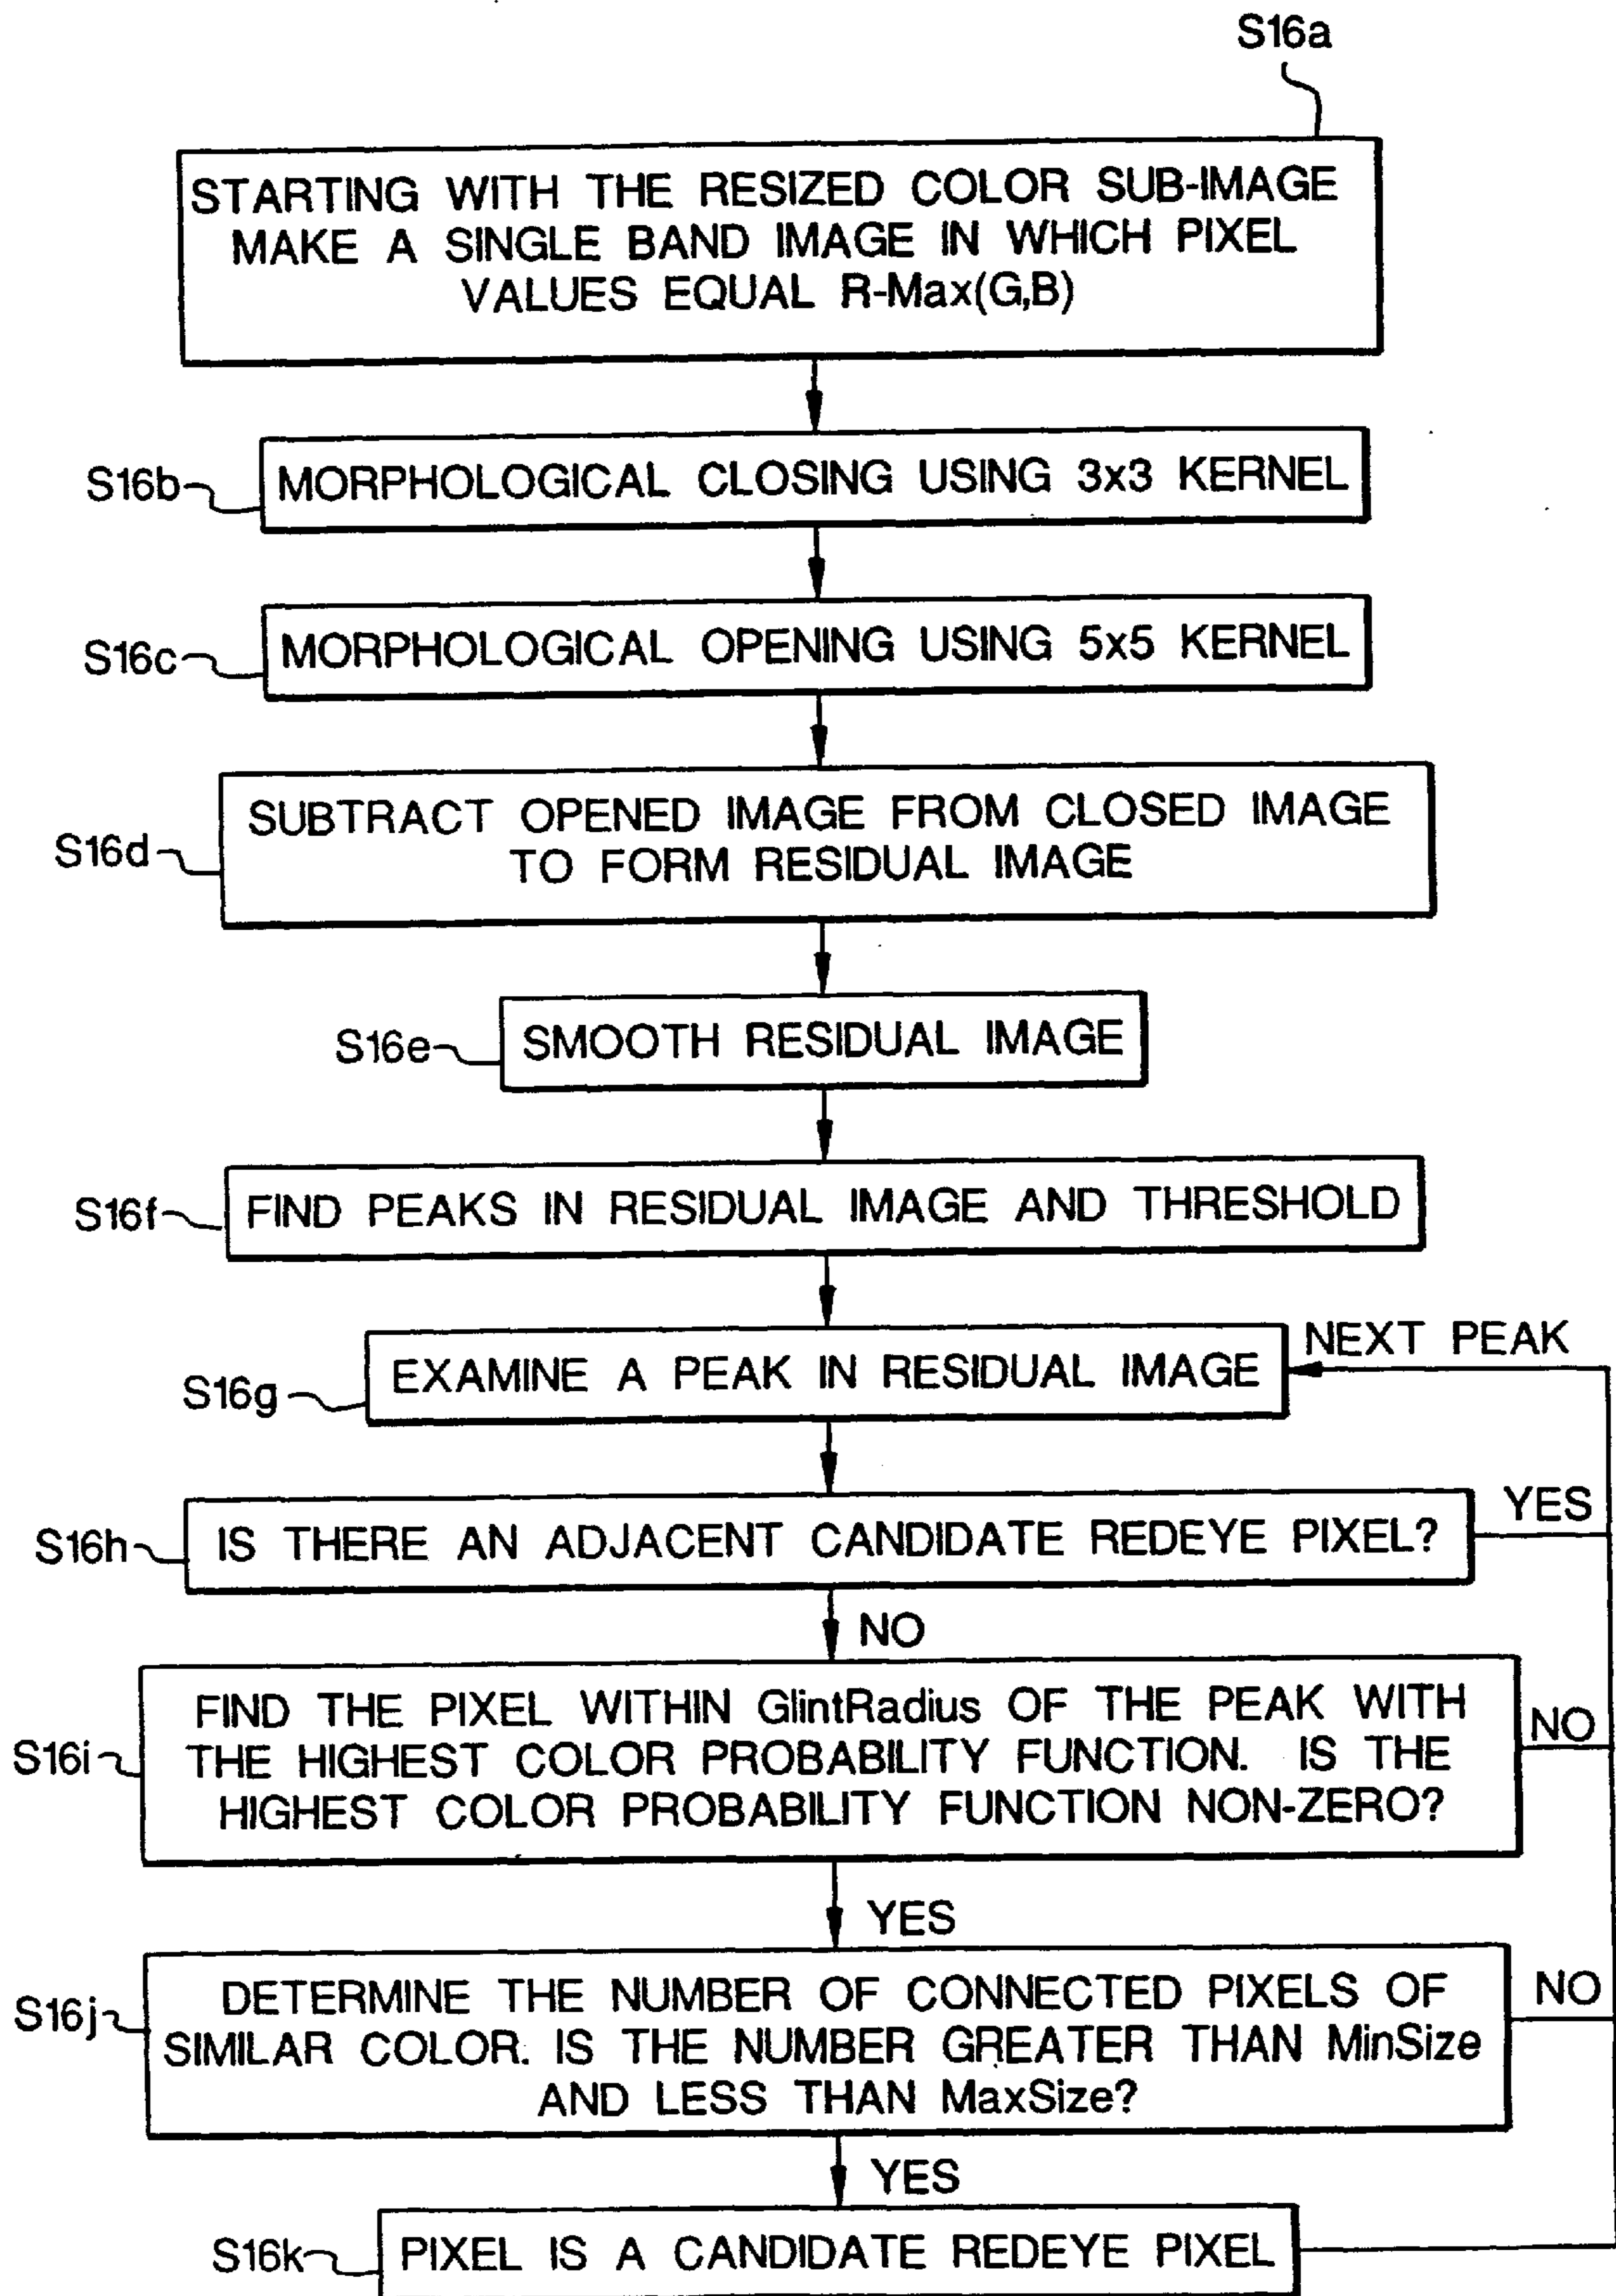 S16a
STARTING WITH THE RESIZED COLOR SUB-IMAGE
MAKE A SINGLE BAND IMAGE IN WHICH PIXEL
VALUES EQUAL R-Max(G,B)
S16b
MORPHOLOGICAL CLOSING USING 3x3 KERNEL
S16c
MORPHOLOGICAL OPENING USING 5x5 KERNEL
S16d
SUBTRACT OPENED IMAGE FROM CLOSED IMAGE
TO FORM RESIDUAL IMAGE
S16e
SMOOTH RESIDUAL IMAGE
S16f
FIND PEAKS IN RESIDUAL IMAGE AND THRESHOLD
NEXT PEAK
S16g
EXAMINE A PEAK IN RESIDUAL IMAGE
S16h
IS THERE AN ADJACENT CANDIDATE REDEYE PIXEL?
YES
NO
S16i
FIND THE PIXEL WITHIN GlintRadius OF THE PEAK WITH
THE HIGHEST COLOR PROBABILITY FUNCTION. IS THE
HIGHEST COLOR PROBABILITY FUNCTION NON-ZERO?
NO
YES
S16j
DETERMINE THE NUMBER OF CONNECTED PIXELS OF
SIMILAR COLOR. IS THE NUMBER GREATER THAN MinSize
AND LESS THAN MaxSize?
NO
YES
S16k
PIXEL IS A CANDIDATE REDEYE PIXEL